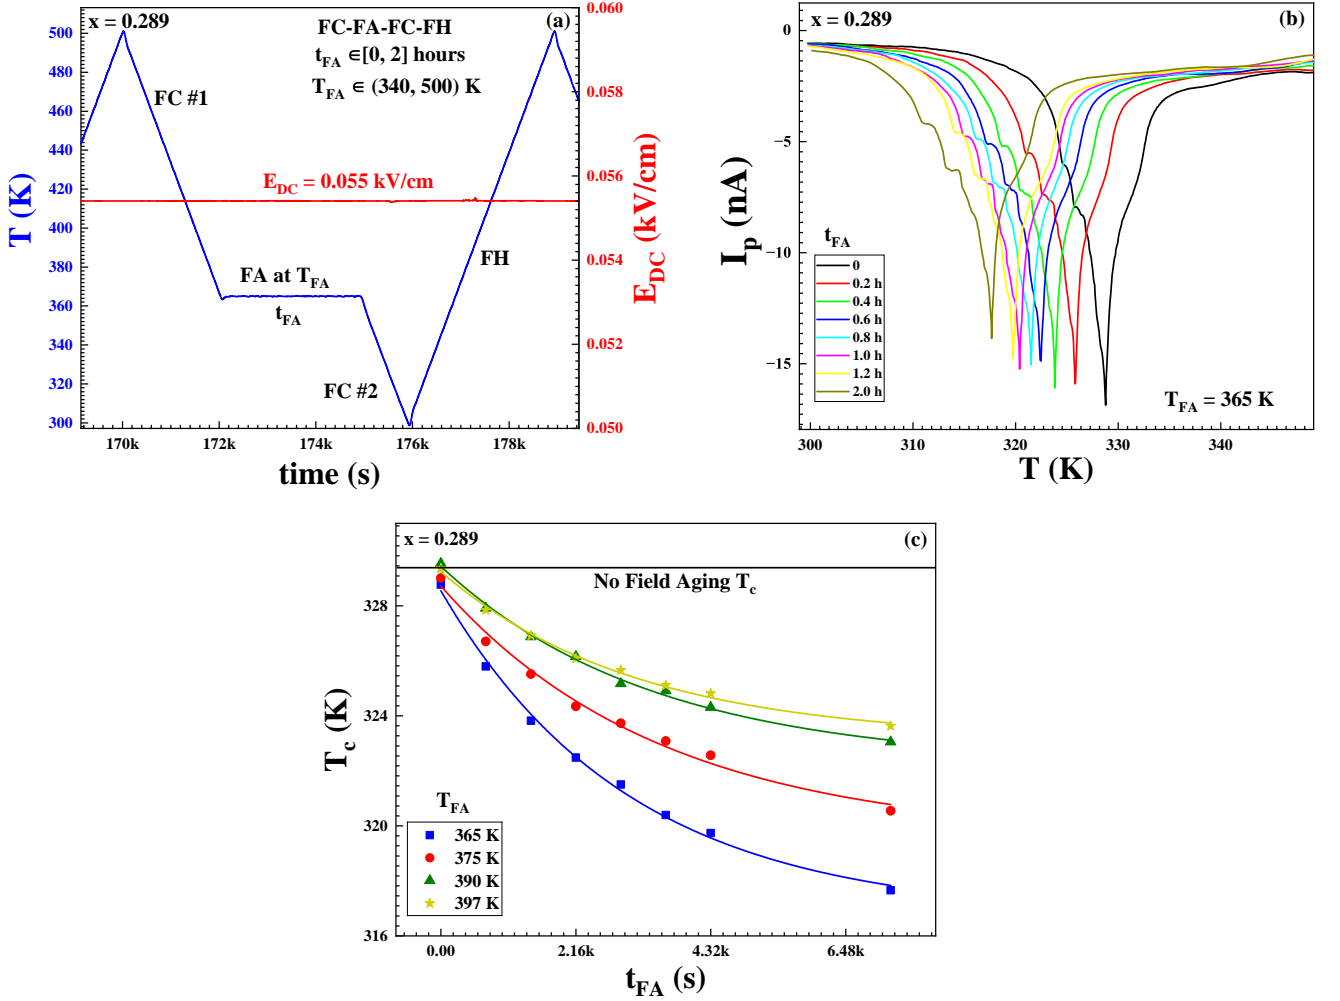 x = 0.289
(a)
FC-FA-FC-FH
t_FA ∈[0, 2] hours
T_FA ∈ (340, 500) K
FC #1
E_DC = 0.055 kV/cm
FA at T_FA
t_FA
FH
FC #2
500
480
460
440
420
400
380
360
340
320
300
T (K)
0.060
0.058
0.056
0.054
0.052
0.050
E_DC (kV/cm)
170k 172k 174k 176k 178k
time (s)
x = 0.289
(b)
0
−5
−10
−15
I_p (nA)
t_FA
0
0.2 h
0.4 h
0.6 h
0.8 h
1.0 h
1.2 h
2.0 h
T_FA = 365 K
300 310 320 330 340
T (K)
x = 0.289
(c)
No Field Aging T_c
328
324
320
316
T_c (K)
T_FA
365 K
375 K
390 K
397 K
0.00 2.16k 4.32k 6.48k
t_FA (s)